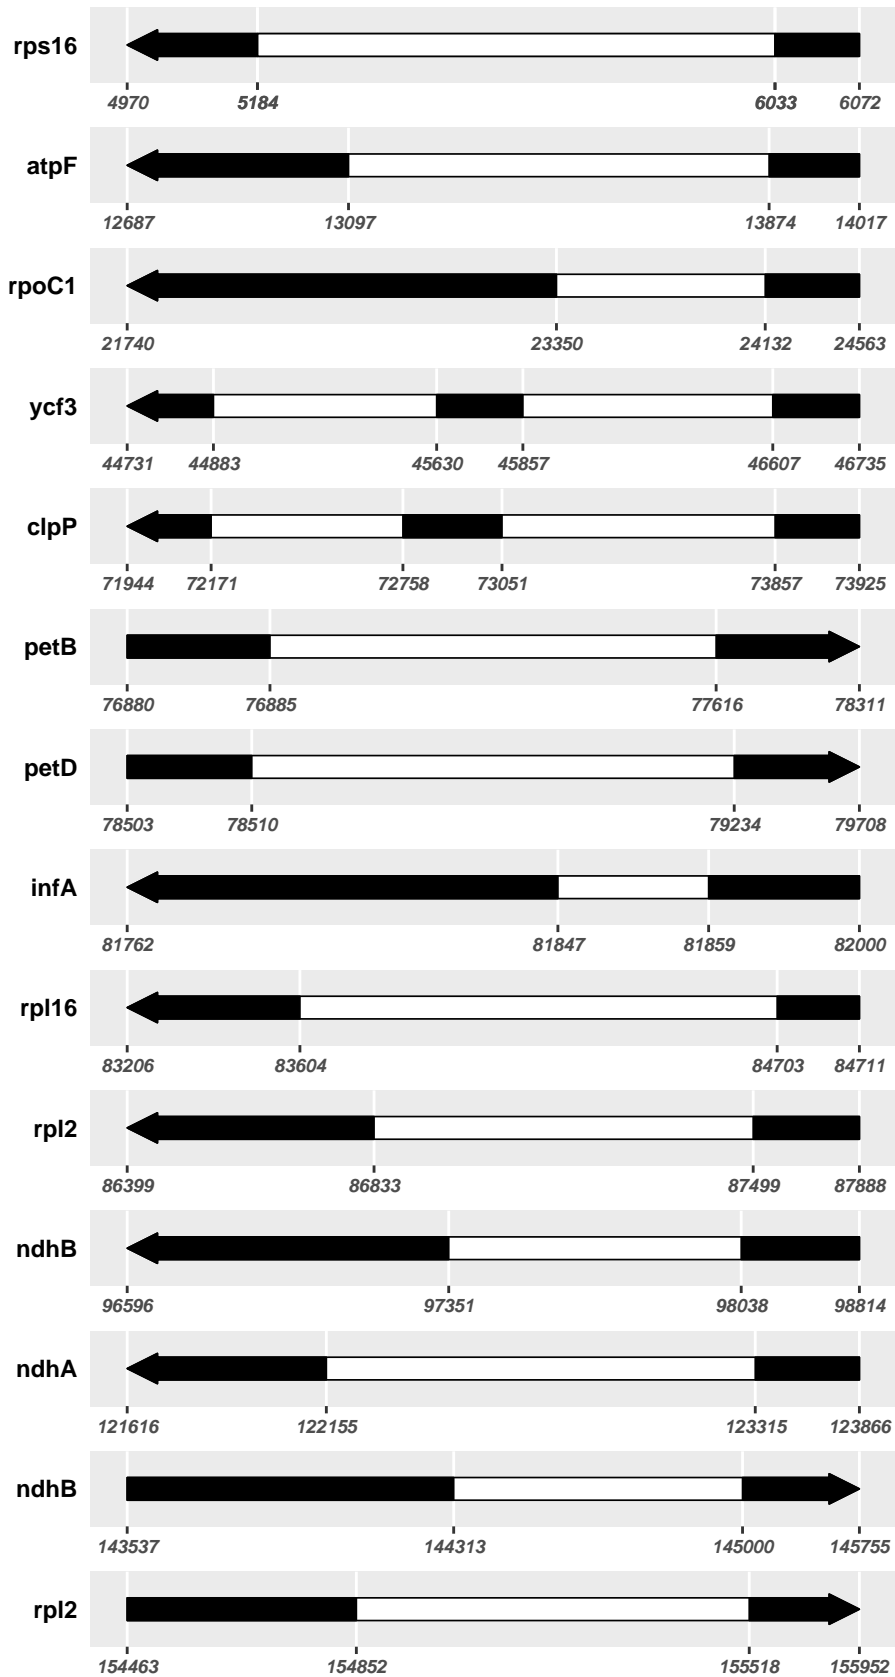 rps16
4970 5184 6033 6072
atpF
12687 13097 13874 14017
rpoC1
21740 23350 24132 24563
ycf3
44731 44883 45630 45857 46607 46735
clpP
71944 72171 72758 73051 73857 73925
petB
76880 76885 77616 78311
petD
78503 78510 79234 79708
infA
81762 81847 81859 82000
rpl16
83206 83604 84703 84711
rpl2
86399 86833 87499 87888
ndhB
96596 97351 98038 98814
ndhA
121616 122155 123315 123866
ndhB
143537 144313 145000 145755
rpl2
154463 154852 155518 155952